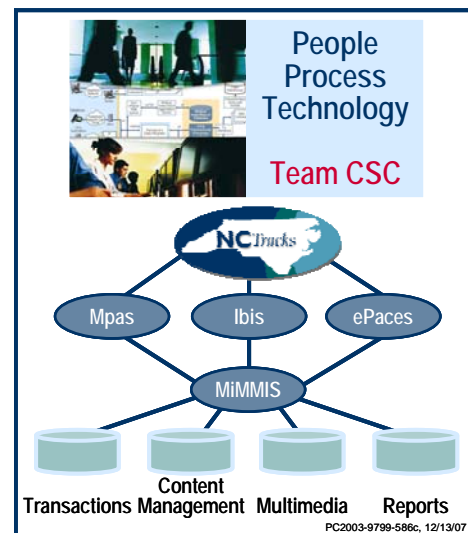 People
Process
Technology
Team CSC
NCTracks
Mpas
Ibis
ePaces
MiMMIS
Transactions
Content
Management
Multimedia
Reports
PC2003-9799-586c, 12/13/07